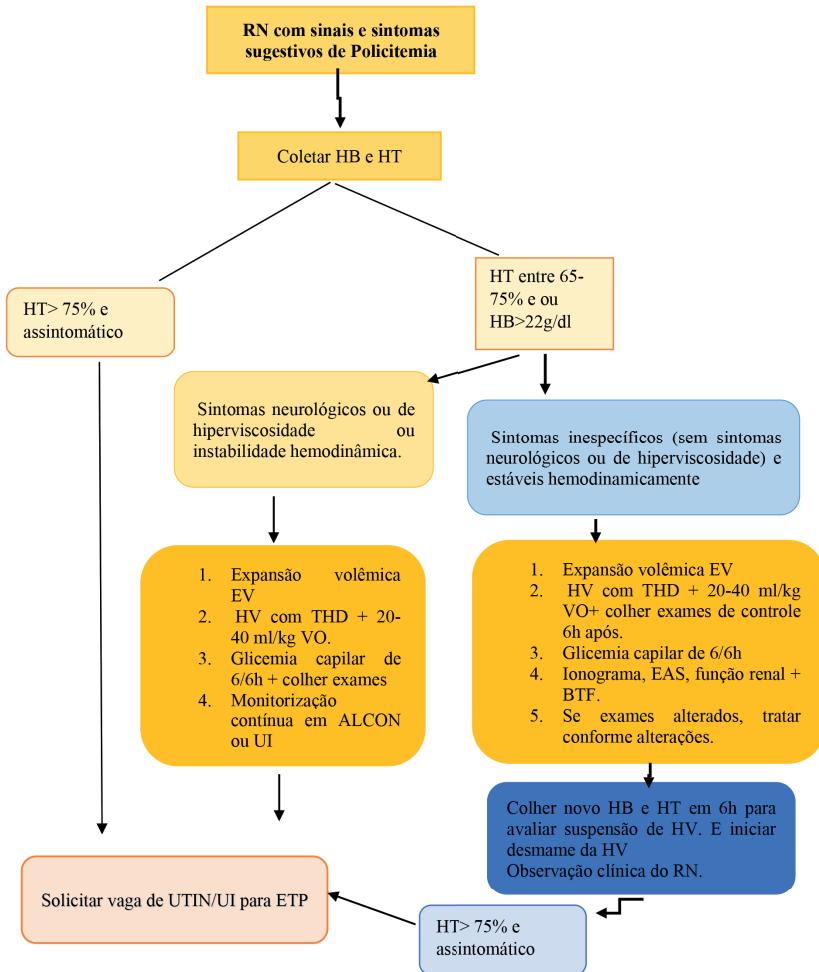 RN com sinais e sintomas
sugestivos de Policitemia
Coletar HB e HT
HT> 75% e
assintomático
HT entre 65-
75% e ou
HB>22g/dl
Sintomas neurológicos ou de
hiperviscosidade ou
instabilidade hemodinâmica.
Sintomas inespecíficos (sem sintomas
neurológicos ou de hiperviscosidade) e
estáveis hemodinamicamente
1. Expansão volêmica
EV
2. HV com THD + 20-
40 ml/kg VO.
3. Glicemia capilar de
6/6h + colher exames
4. Monitorização
contínua em ALCON
ou UI
1. Expansão volêmica EV
2. HV com THD + 20-40 ml/kg
VO+ colher exames de controle
6h após.
3. Glicemia capilar de 6/6h
4. Ionograma, EAS, função renal +
BTF.
5. Se exames alterados, tratar
conforme alterações.
Colher novo HB e HT em 6h para
avaliar suspensão de HV. E iniciar
desmame da HV
Observação clínica do RN.
Solicitar vaga de UTIN/UI para ETP
HT> 75% e
assintomático